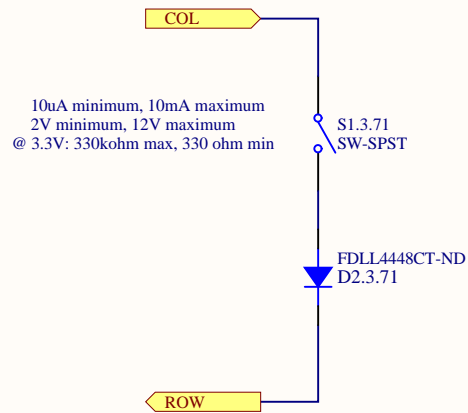 COL
10uA minimum, 10mA maximum
2V minimum, 12V maximum
@ 3.3V: 330kohm max, 330 ohm min
S1.3.71
SW-SPST
FDLL4448CT-ND
D2.3.71
ROW